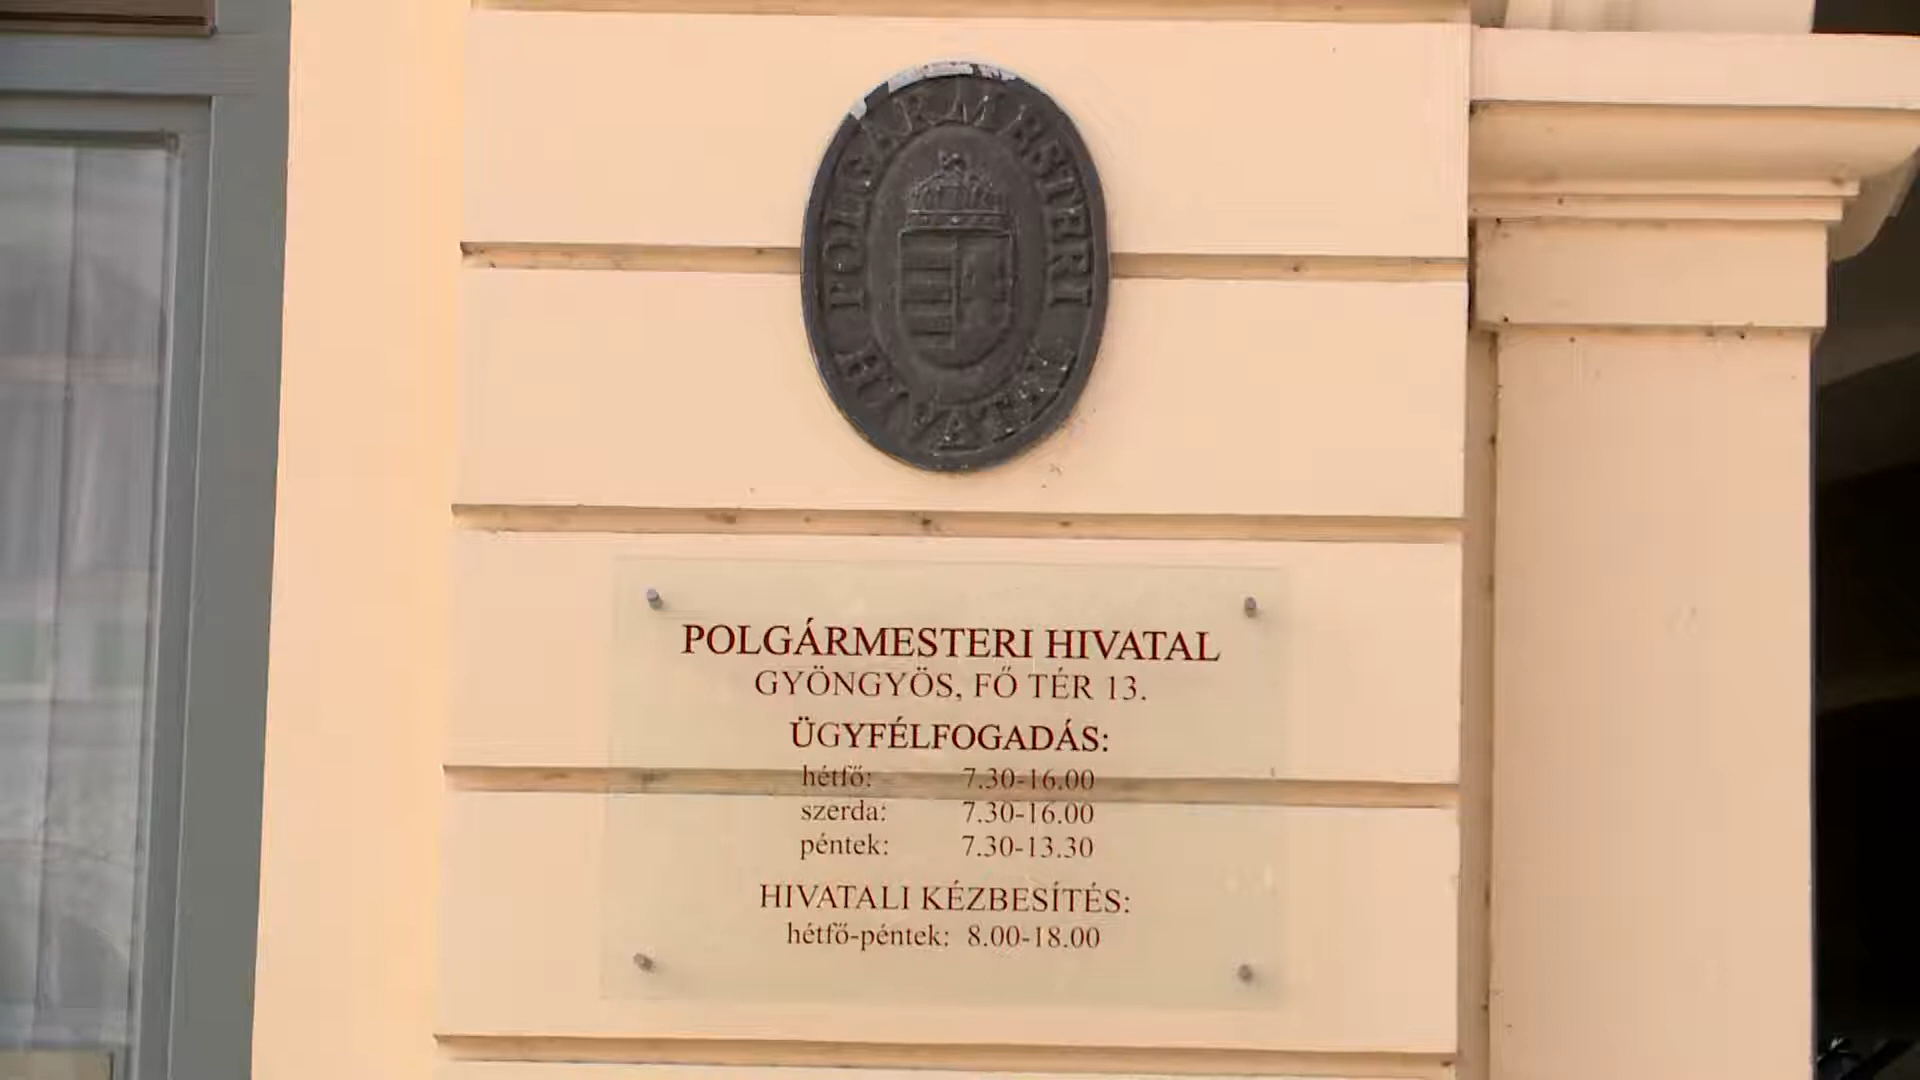 POLGÁRMESTERI HIVATAL
POLGÁRMESTERI HIVATAL
GYÖNGYÖS, FŐ TÉR 13.
ÜGYFÉLFOGADÁS:
hétfő: 7.30-16.00
szerda: 7.30-16.00
péntek: 7.30-13.30
HIVATALI KÉZBESÍTÉS:
hétfő-péntek: 8.00-18.00